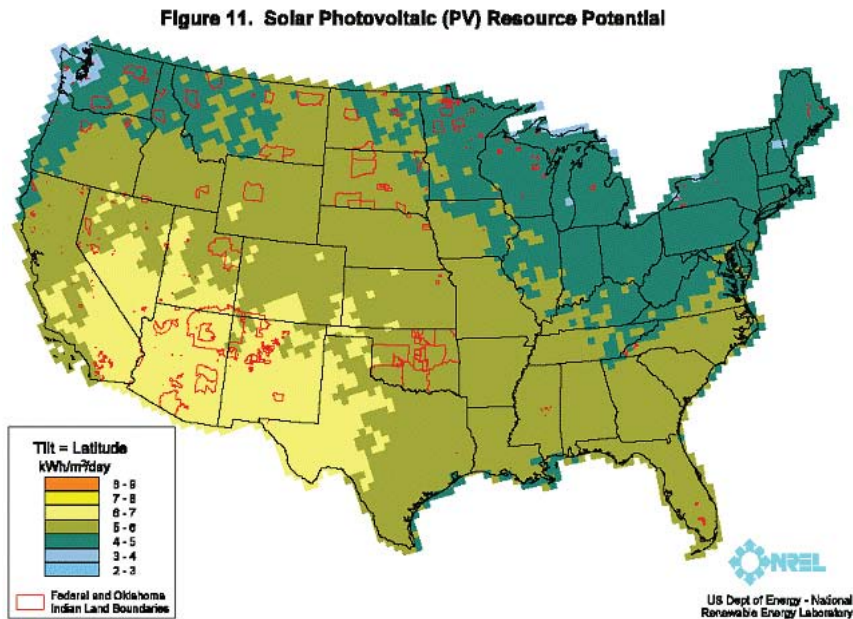 Figure 11. Solar Photovoltaic (PV) Resource Potential
Tilt = Latitude
kWh/m²/day
8 - 9
7 - 8
6 - 7
5 - 6
4 - 5
3 - 4
2 - 3
Federal and Oklahoma
Indian Land Boundaries
NREL
US Dept of Energy - National
Renewable Energy Laboratory